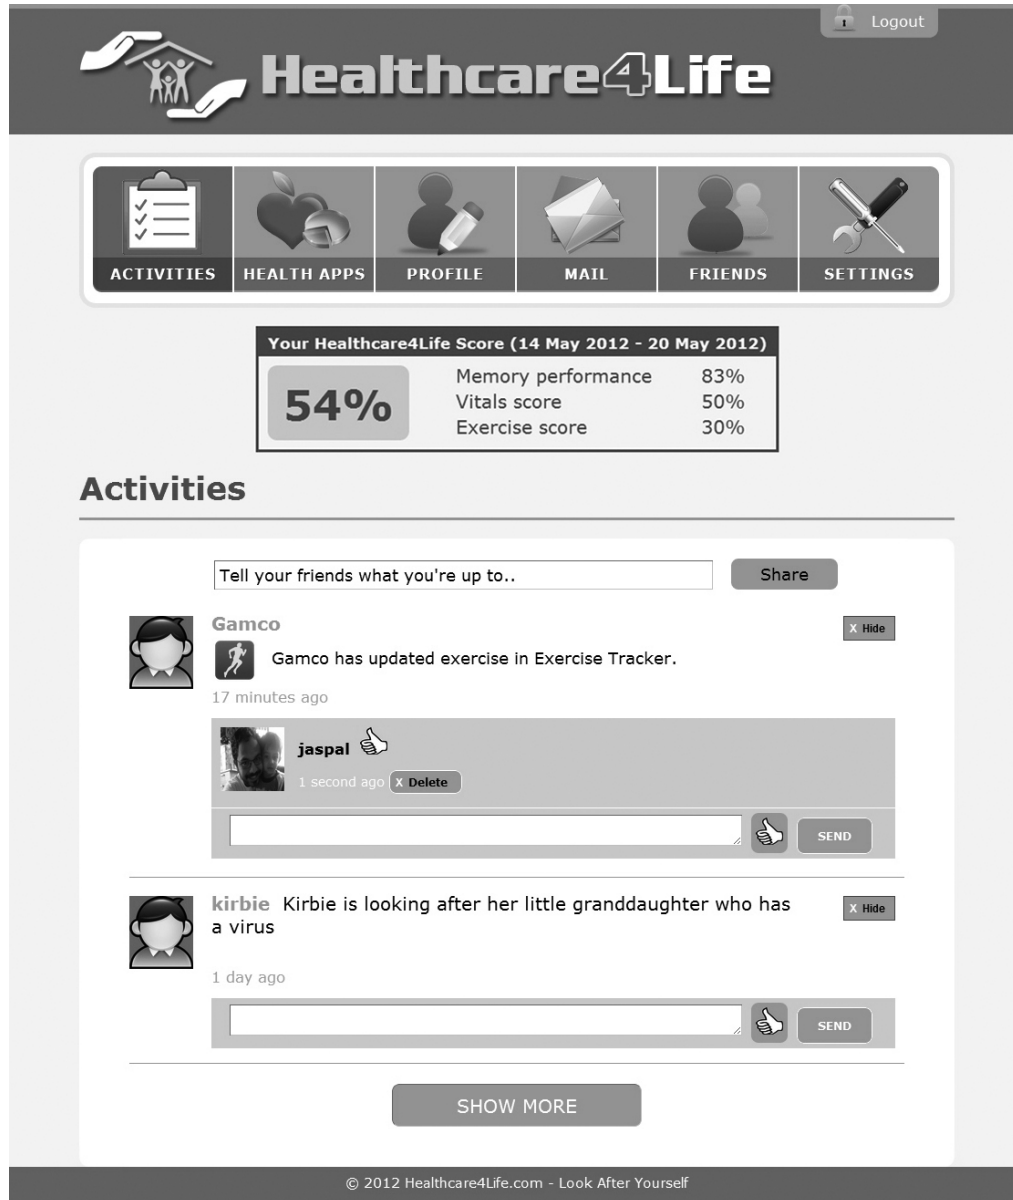 Logout
Healthcare4Life
ACTIVITIES HEALTH APPS PROFILE MAIL FRIENDS SETTINGS
Your Healthcare4Life Score (14 May 2012 - 20 May 2012)
54%
Memory performance 83%
Vitals score 50%
Exercise score 30%
Activities
Tell your friends what you're up to.. Share
Gamco X Hide
Gamco has updated exercise in Exercise Tracker.
17 minutes ago
jaspal
1 second ago X Delete
SEND
kirbie Kirbie is looking after her little granddaughter who has X Hide
a virus
1 day ago
SEND
SHOW MORE
© 2012 Healthcare4Life.com - Look After Yourself